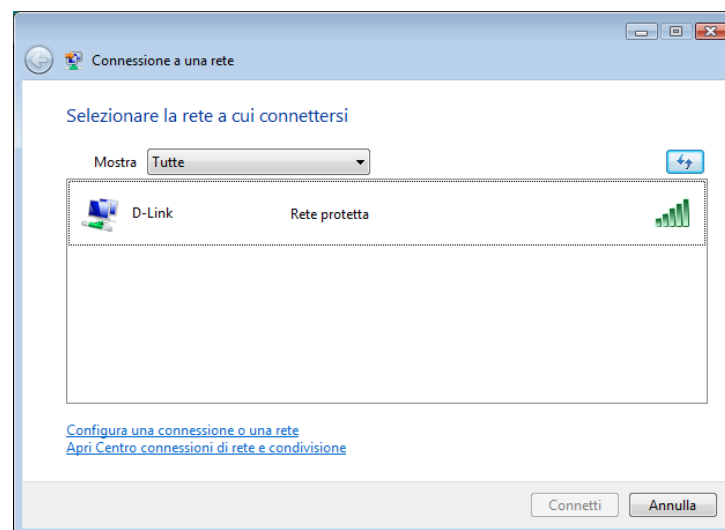 Connessione a una rete
Selezionare la rete a cui connettersi
Mostra Tutte
D-Link Rete protetta
Configura una connessione o una rete
Apri Centro connessioni di rete e condivisione
Connetti Annulla